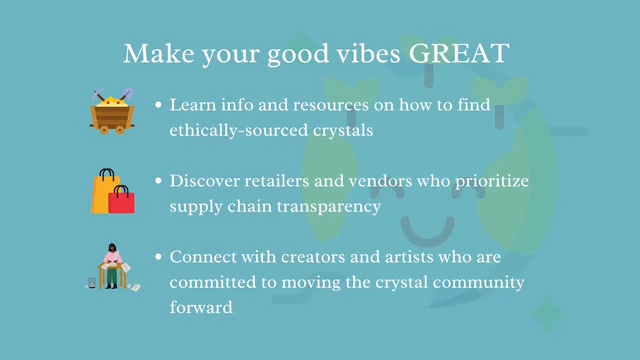 Make your good vibes GREAT
• Learn info and resources on how to find
ethically-sourced crystals
• Discover retailers and vendors who prioritize
supply chain transparency
• Connect with creators and artists who are
committed to moving the crystal community
forward